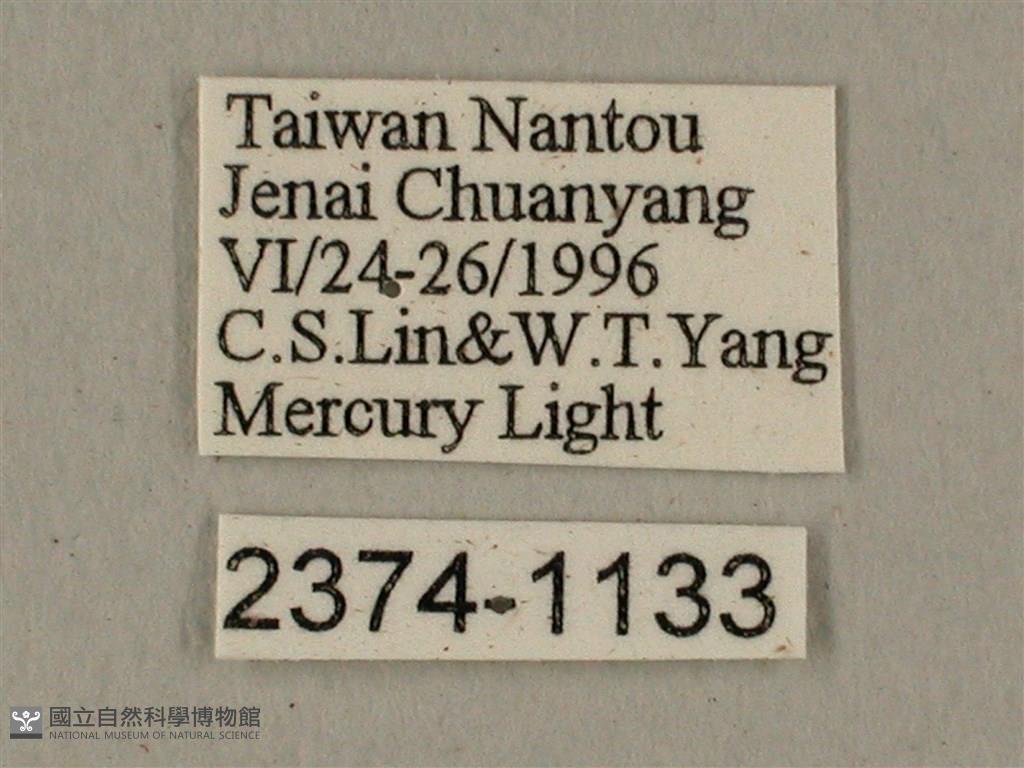 Taiwan Nantou
Jenai Chuanyang
VI/24-26/1996
C.S.Lin&W.T.Yang
Mercury Light
2374-1133
國立自然科學博物館
NATIONAL MUSEUM OF NATURAL SCIENCE